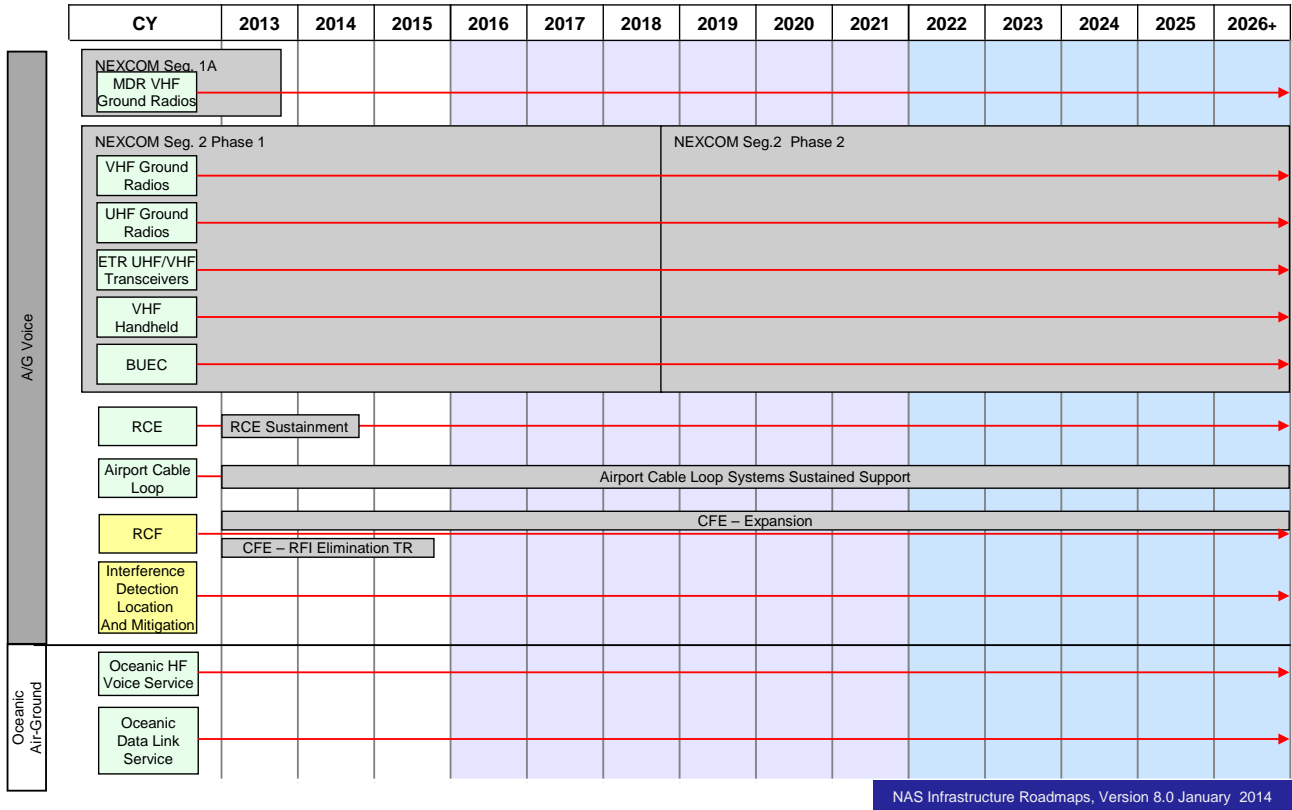 CY 2013 2014 2015 2016 2017 2018 2019 2020 2021 2022 2023 2024 2025 2026+
A/G Voice
NEXCOM Seg. 1A
MDR VHF
Ground Radios
NEXCOM Seg. 2 Phase 1
NEXCOM Seg.2 Phase 2
VHF Ground
Radios
UHF Ground
Radios
ETR UHF/VHF
Transceivers
VHF
Handheld
BUEC
RCE
RCE Sustainment
Airport Cable
Loop
Airport Cable Loop Systems Sustained Support
RCF
CFE – Expansion
CFE – RFI Elimination TR
Interference
Detection
Location
And Mitigation
Oceanic
Air-Ground
Oceanic HF
Voice Service
Oceanic
Data Link
Service
NAS Infrastructure Roadmaps, Version 8.0 January 2014